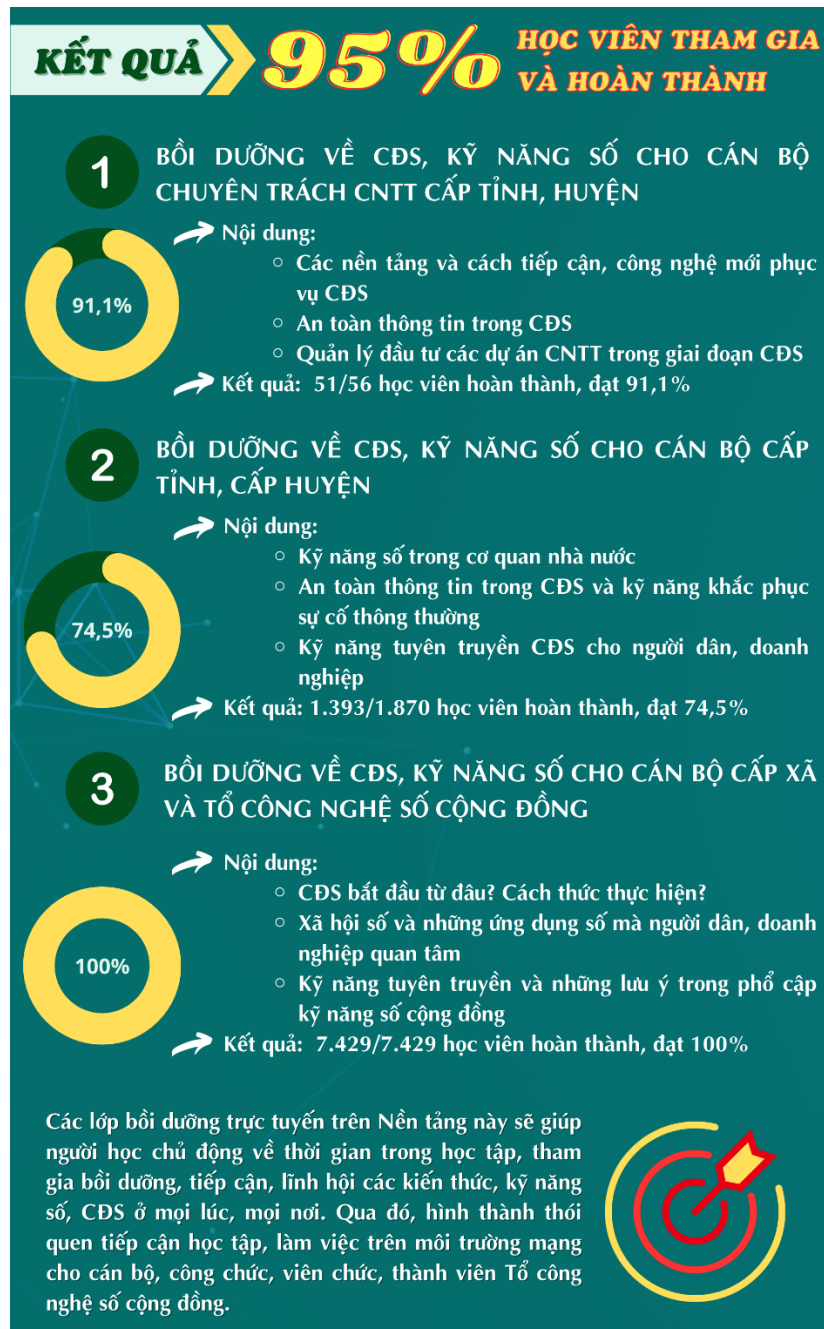 KẾT QUẢ
95%
HỌC VIÊN THAM GIA
VÀ HOÀN THÀNH
1
BỒI DƯỠNG VỀ CĐS, KỸ NĂNG SỐ CHO CÁN BỘ
CHUYÊN TRÁCH CNTT CẤP TỈNH, HUYỆN
91,1%
Nội dung:
○ Các nền tảng và cách tiếp cận, công nghệ mới phục
vụ CĐS
○ An toàn thông tin trong CĐS
○ Quản lý đầu tư các dự án CNTT trong giai đoạn CĐS
Kết quả: 51/56 học viên hoàn thành, đạt 91,1%
2
BỒI DƯỠNG VỀ CĐS, KỸ NĂNG SỐ CHO CÁN BỘ CẤP
TỈNH, CẤP HUYỆN
74,5%
Nội dung:
○ Kỹ năng số trong cơ quan nhà nước
○ An toàn thông tin trong CĐS và kỹ năng khắc phục
sự cố thông thường
○ Kỹ năng tuyên truyền CĐS cho người dân, doanh
nghiệp
Kết quả: 1.393/1.870 học viên hoàn thành, đạt 74,5%
3
BỒI DƯỠNG VỀ CĐS, KỸ NĂNG SỐ CHO CÁN BỘ CẤP XÃ
VÀ TỔ CÔNG NGHỆ SỐ CỘNG ĐỒNG
100%
Nội dung:
○ CĐS bắt đầu từ đâu? Cách thức thực hiện?
○ Xã hội số và những ứng dụng số mà người dân, doanh
nghiệp quan tâm
○ Kỹ năng tuyên truyền và những lưu ý trong phổ cập
kỹ năng số cộng đồng
Kết quả: 7.429/7.429 học viên hoàn thành, đạt 100%
Các lớp bồi dưỡng trực tuyến trên Nền tảng này sẽ giúp
người học chủ động về thời gian trong học tập, tham
gia bồi dưỡng, tiếp cận, lĩnh hội các kiến thức, kỹ năng
số, CĐS ở mọi lúc, mọi nơi. Qua đó, hình thành thói
quen tiếp cận học tập, làm việc trên môi trường mạng
cho cán bộ, công chức, viên chức, thành viên Tổ công
nghệ số cộng đồng.